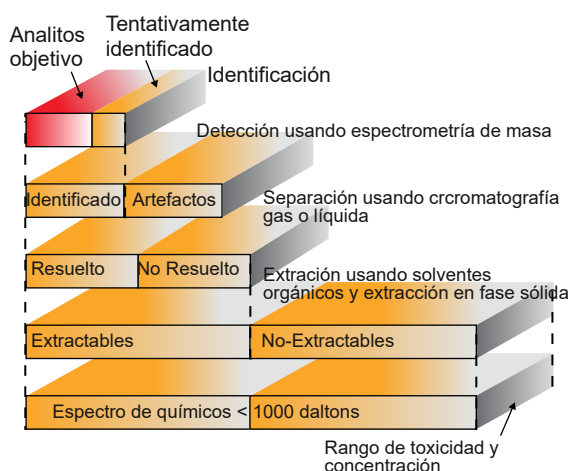 Analitos
objetivo
Tentativamente
identificado
Identificación
Detección usando espectrometría de masa
Identificado
Artefactos
Separación usando crcromatografía
gas o líquida
Resuelto
No Resuelto
Extración usando solventes
orgánicos y extracción en fase sólida
Extractables
No-Extractables
Espectro de químicos < 1000 daltons
Rango de toxicidad y
concentración